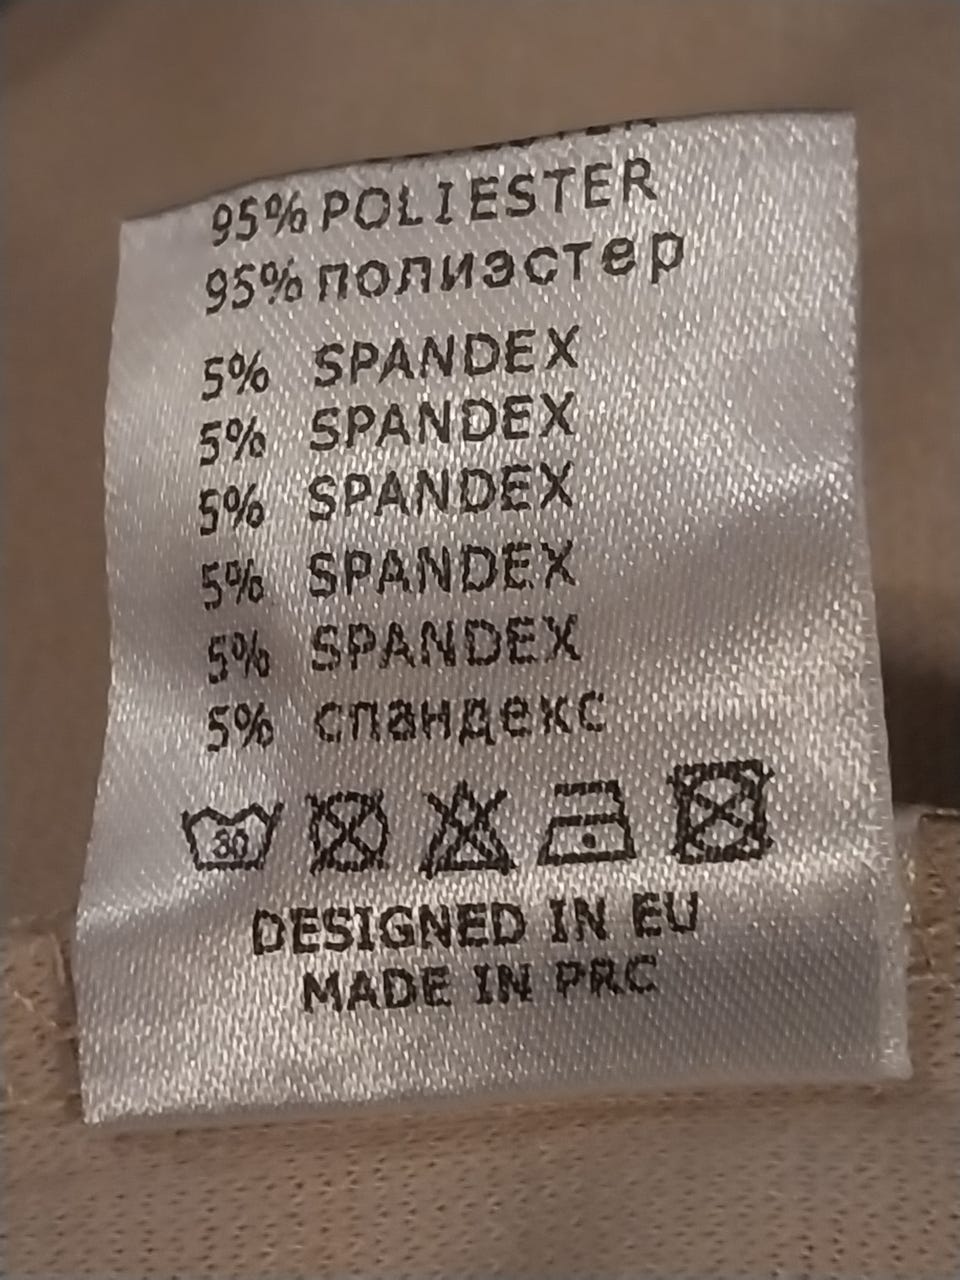 95% POLIESTER
95% полиэстер
5% SPANDEX
5% SPANDEX
5% SPANDEX
5% SPANDEX
5% SPANDEX
5% спандекс
30
DESIGNED IN EU
MADE IN PRC